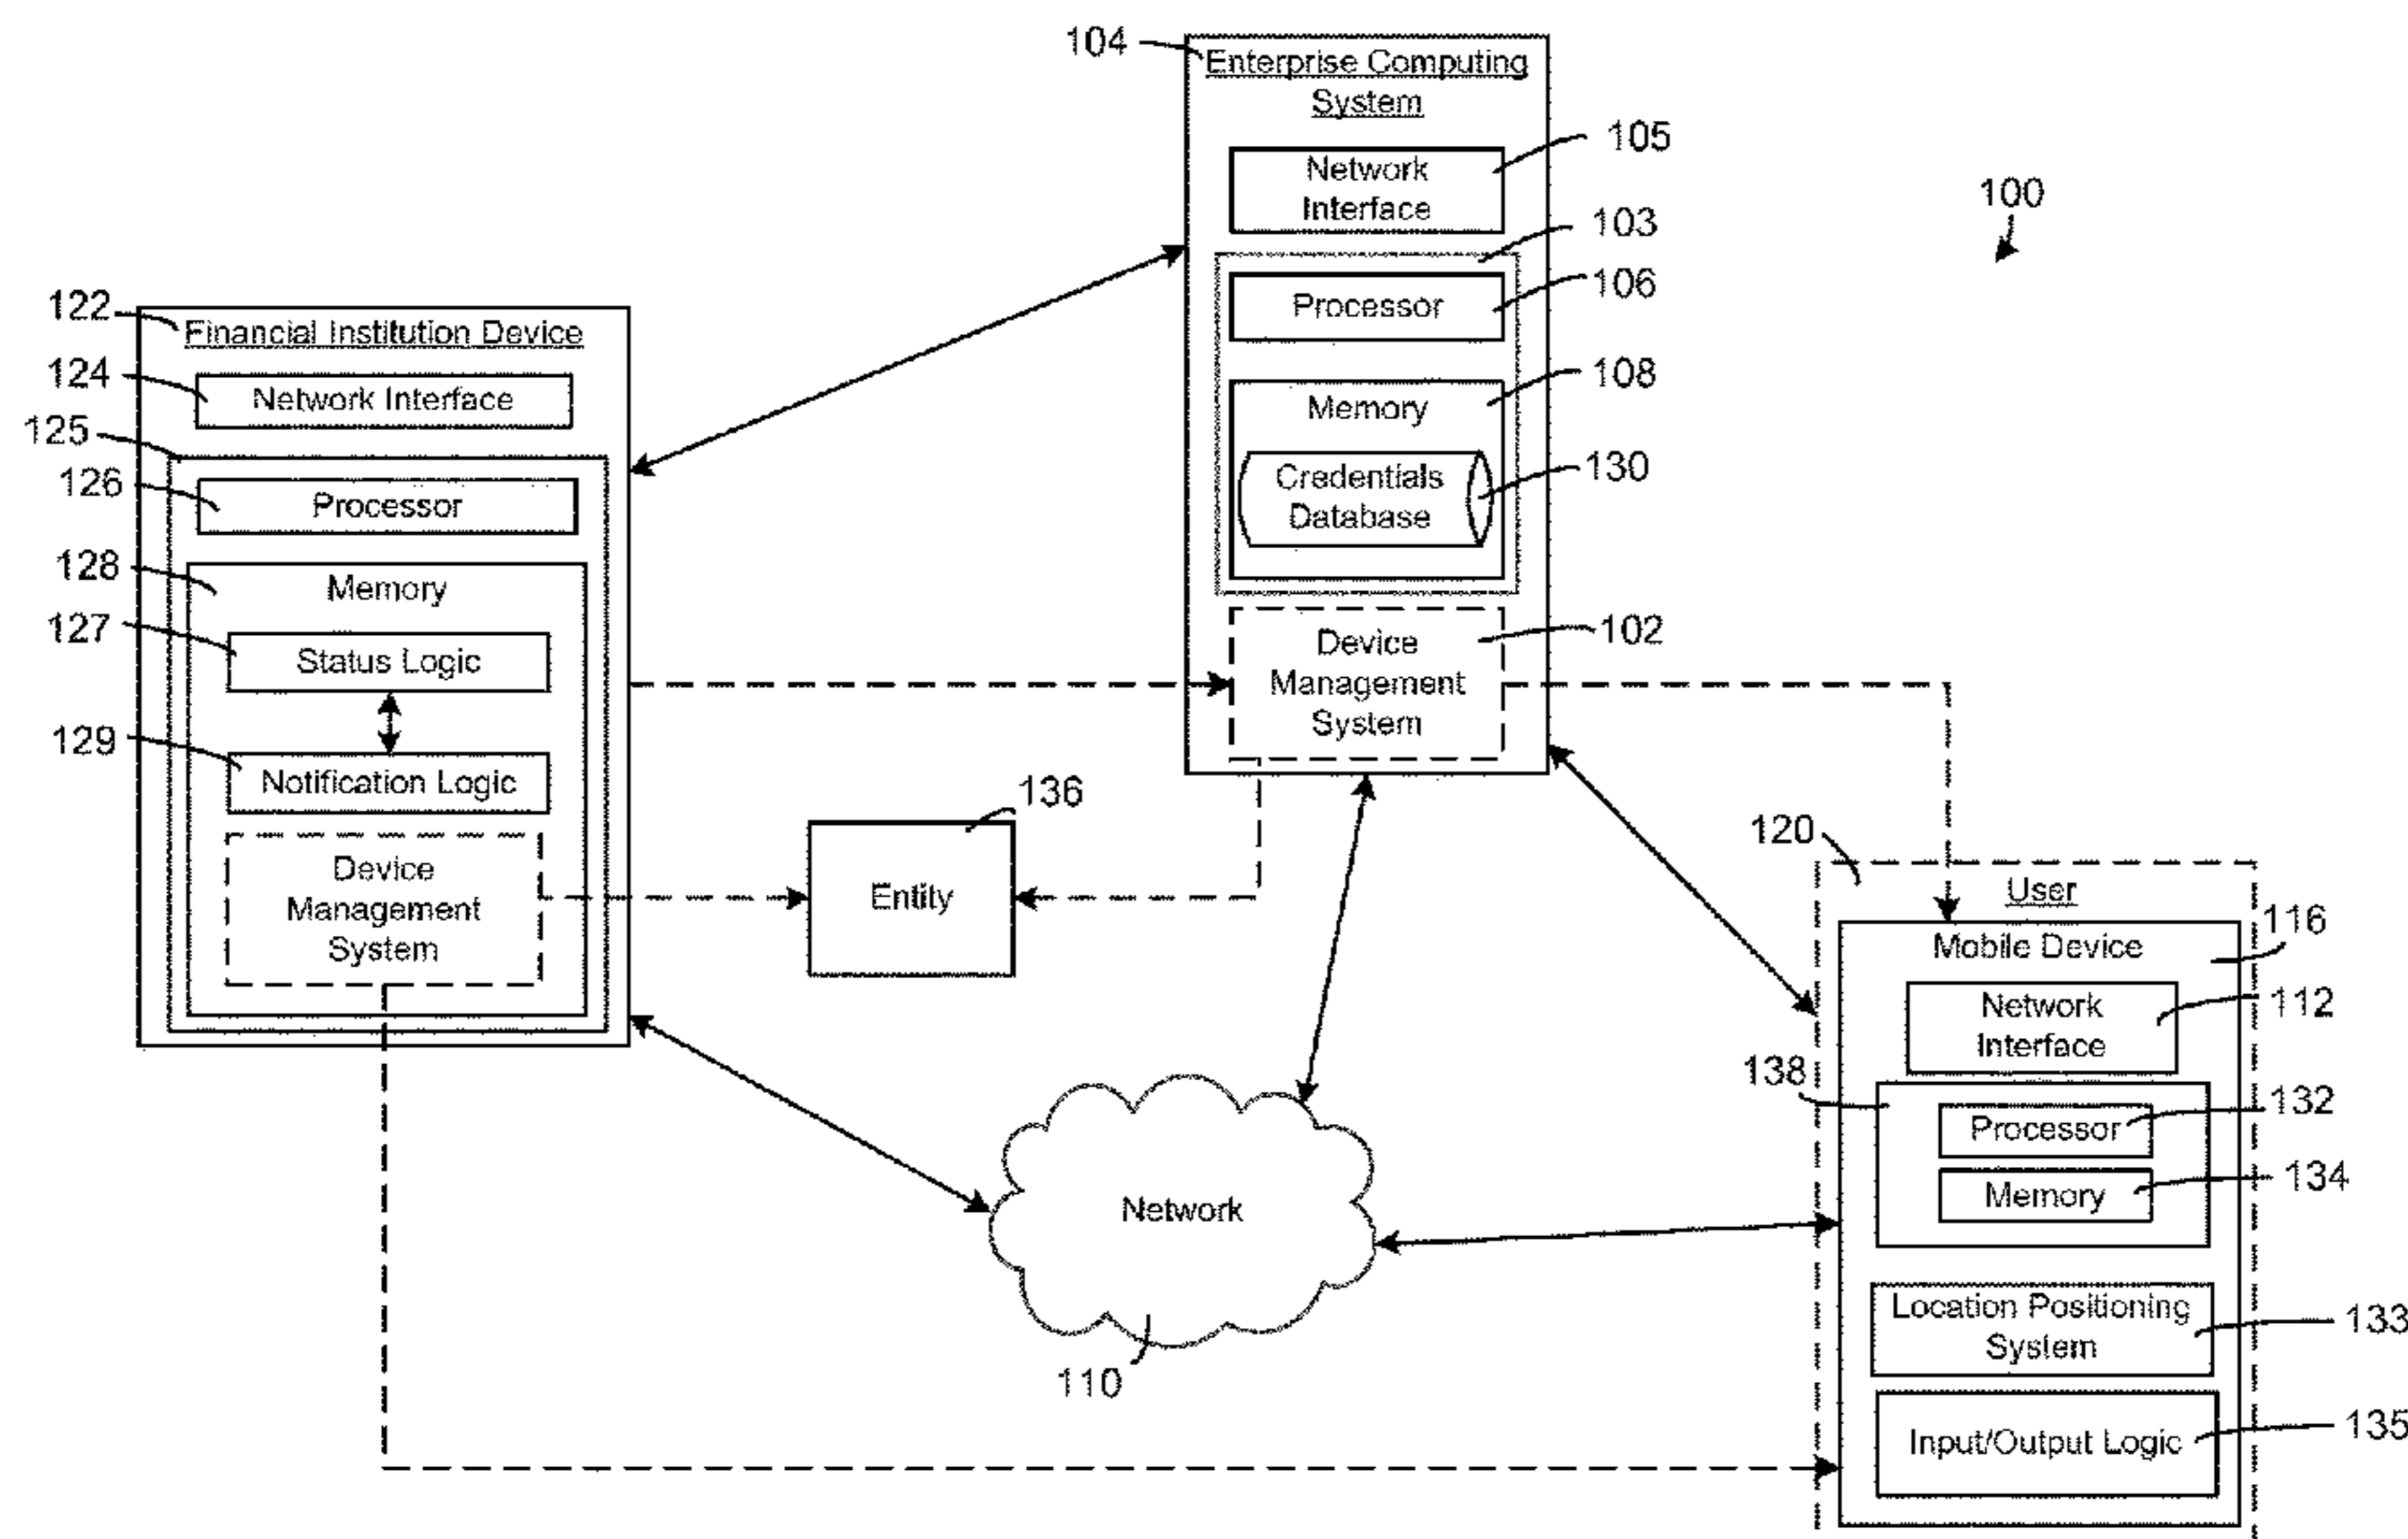 104
Enterprise Computing
System
105
Network
Interface
103
106
Processor
108
Memory
130
Credentials
Database
102
Device
Management
System
100
122
Financial Institution Device
124
Network Interface
125
126
Processor
128
Memory
127
Status Logic
129
Notification Logic
Device
Management
System
136
Entity
Network
110
120
User
116
Mobile Device
112
Network
Interface
138
132
Processor
134
Memory
133
Location Positioning
System
135
Input/Output Logic